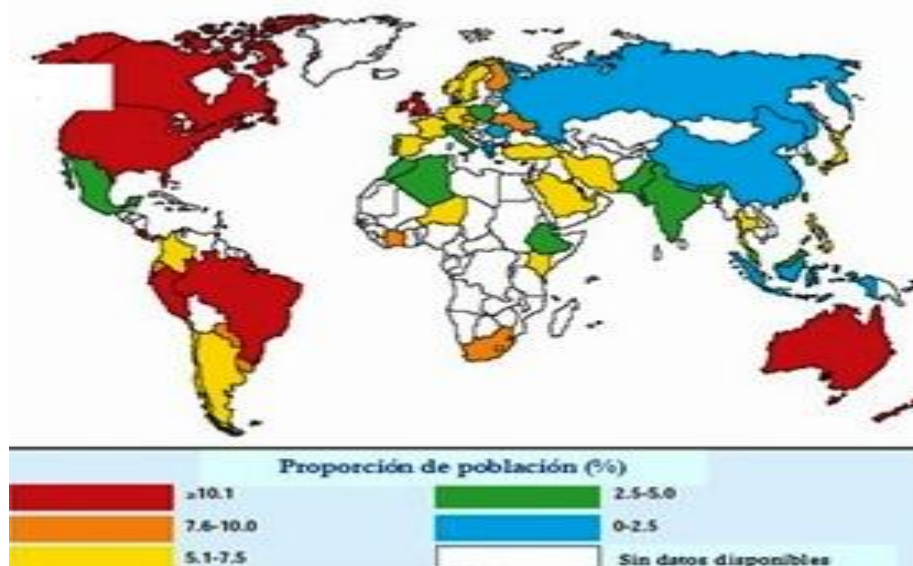 Proporción de población (%)
≥10.1
2.5-5.0
7.6-10.0
0-2.5
5.1-7.5
Sin datos disponibles